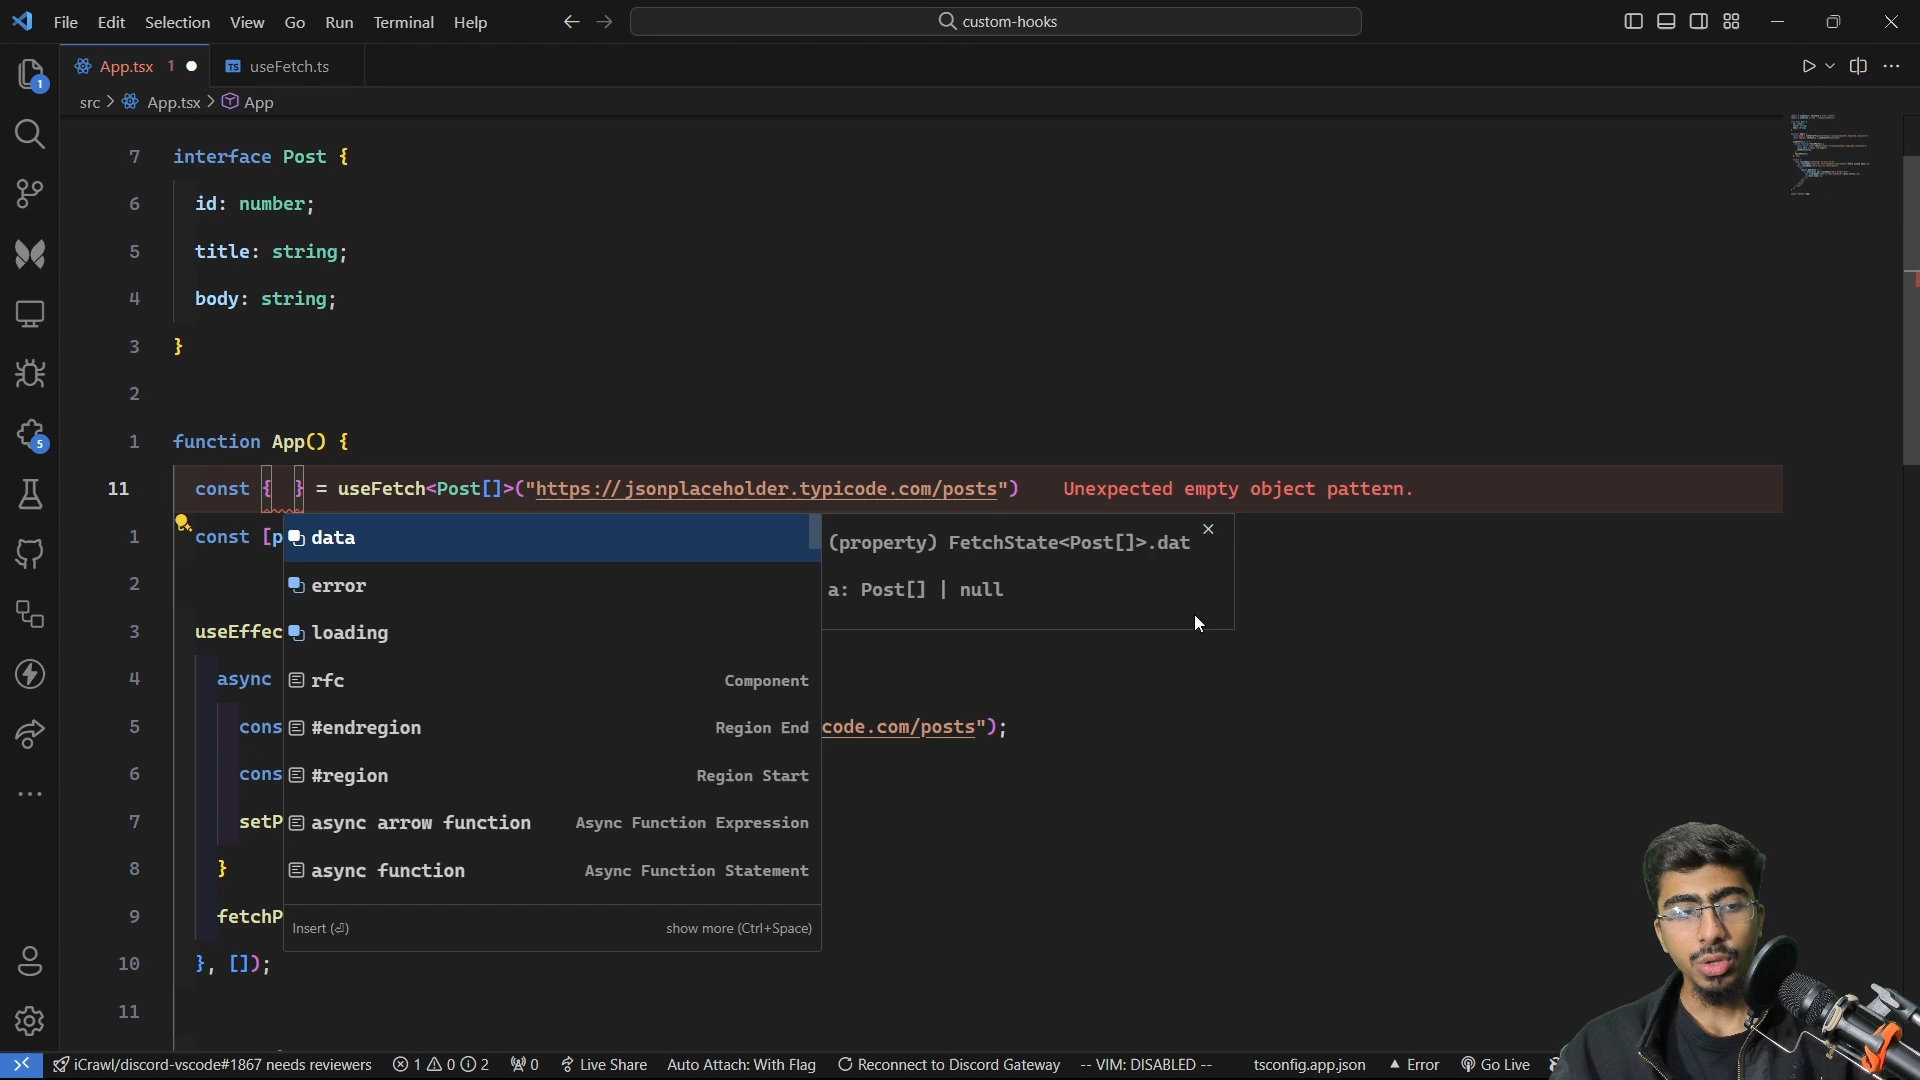 File Edit Selection View Go Run Terminal Help
custom-hooks
App.tsx 1
TS useFetch.ts
src > App.tsx > App
7 interface Post {
6 id: number;
5 title: string;
4 body: string;
3 }
2
1 function App() {
11 const { } = useFetch<Post[]>("https://jsonplaceholder.typicode.com/posts") Unexpected empty object pattern.
1 const [p
data
(property) FetchState<Post[]>.dat
a: Post[] | null
2 error
3 useEffec
loading
4 async
rfc Component
5 cons
#endregion Region End
code.com/posts");
6 cons
#region Region Start
7 setP
async arrow function Async Function Expression
8 }
async function Async Function Statement
9 fetchP
Insert (⏎) show more (Ctrl+Space)
10 }, []);
11
1
5
iCrawl/discord-vscode#1867 needs reviewers 1 0 2 0 Live Share Auto Attach: With Flag Reconnect to Discord Gateway -- VIM: DISABLED -- tsconfig.app.json Error Go Live